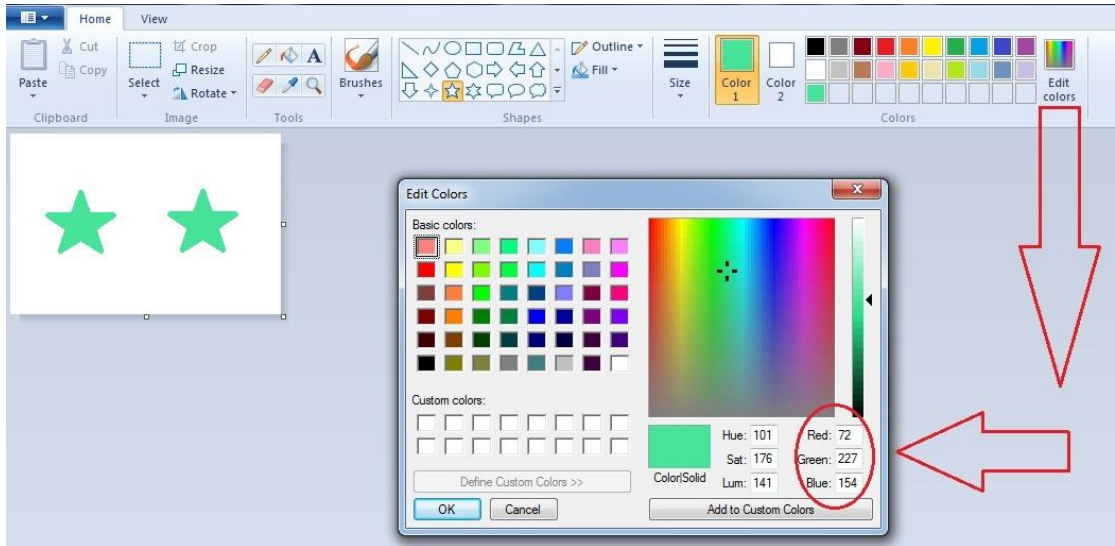 Home View
Cut
Copy
Paste
Clipboard
Crop
Resize
Rotate
Select
Image
A
Tools
Brushes
Outline
Fill
Shapes
Size
Color
1
Color
2
Edit
colors
Colors
Edit Colors
Basic colors:
Custom colors:
Define Custom Colors >>
OK Cancel
Color|Solid
Hue: 101 Red: 72
Sat: 176 Green: 227
Lum: 141 Blue: 154
Add to Custom Colors